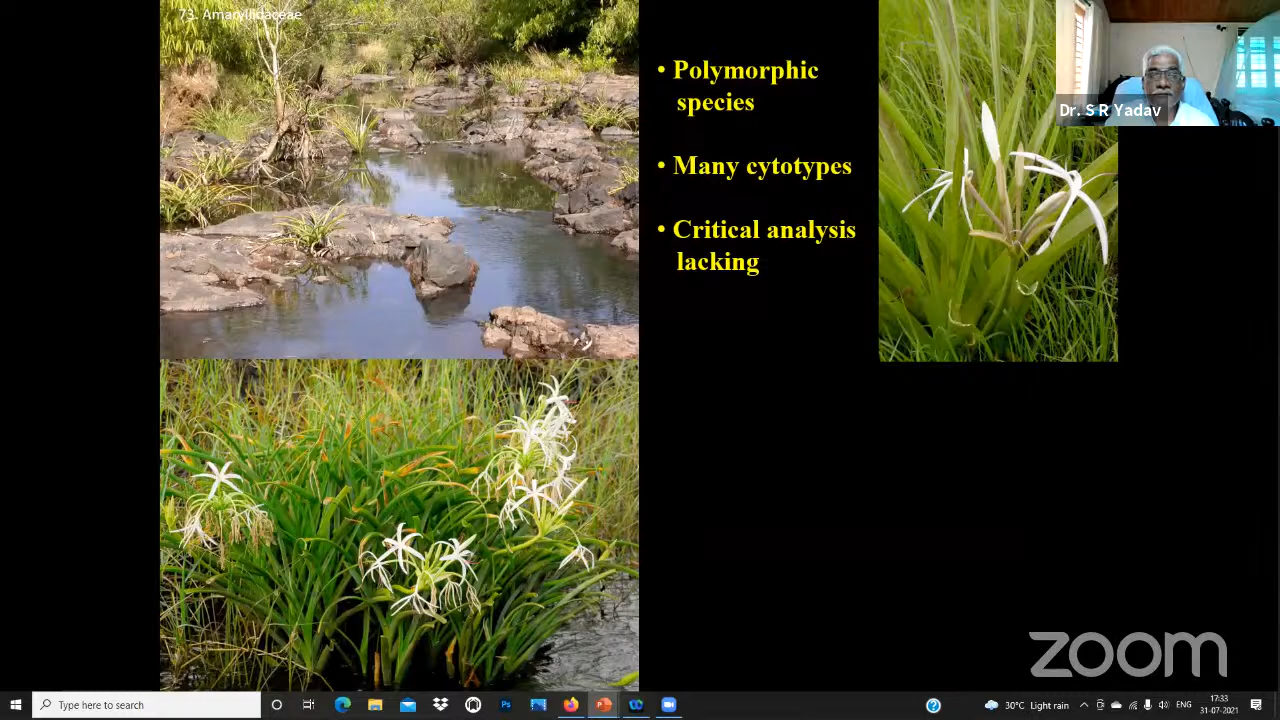 73. Amaryllidaceae
• Polymorphic
species
• Many cytotypes
• Critical analysis
lacking
Dr. S R Yadav
zoom
Type here to search
30°C Light rain
ENG
17:33
31-07-2021